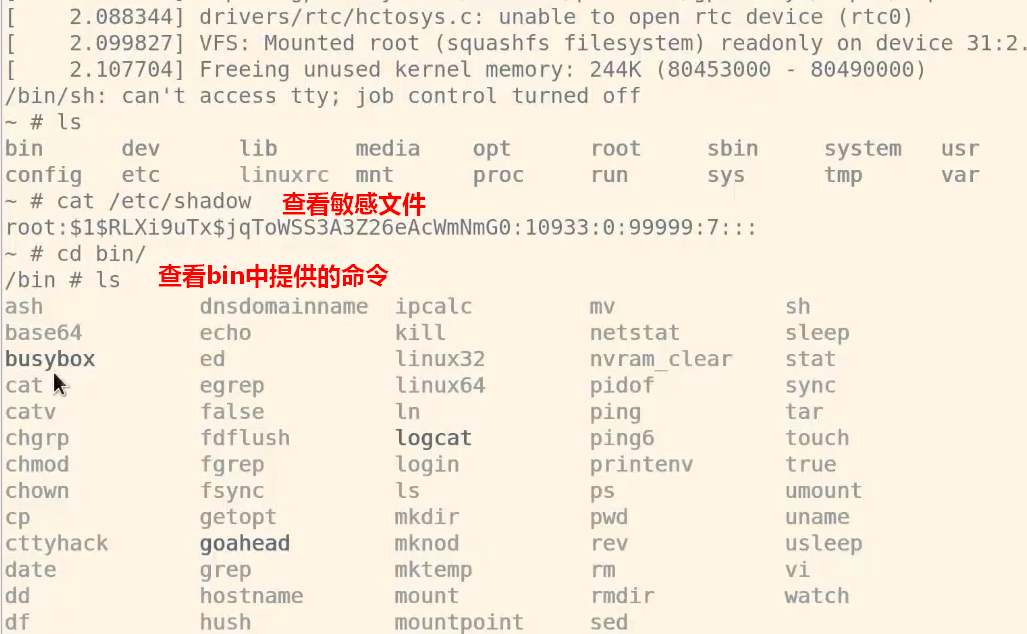 [    2.088344] drivers/rtc/hctosys.c: unable to open rtc device (rtc0)
[    2.099827] VFS: Mounted root (squashfs filesystem) readonly on device 31:2.
[    2.107704] Freeing unused kernel memory: 244K (80453000 - 80490000)
/bin/sh: can't access tty; job control turned off
~ # ls
bin      dev      lib      media    opt      root     sbin     system   usr
config   etc      linuxrc  mnt      proc     run      sys      tmp      var
~ # cat /etc/shadow 查看敏感文件
root:$1$RLXi9uTx$jqToWSS3A3Z26eAcWmNmG0:10933:0:99999:7:::
~ # cd bin/
/bin # ls 查看bin中提供的命令
ash            dnsdomainname  ipcalc         mv             sh
base64         echo           kill           netstat        sleep
busybox        ed             linux32        nvram_clear    stat
cat            egrep          linux64        pidof          sync
catv           false          ln             ping           tar
chgrp          fdflush        logcat         ping6          touch
chmod          fgrep          login          printenv       true
chown          fsync          ls             ps             umount
cp             getopt         mkdir          pwd            uname
cttyhack       goahead        mknod          rev            usleep
date           grep           mktemp         rm             vi
dd             hostname       mount          rmdir          watch
df             hush           mountpoint     sed